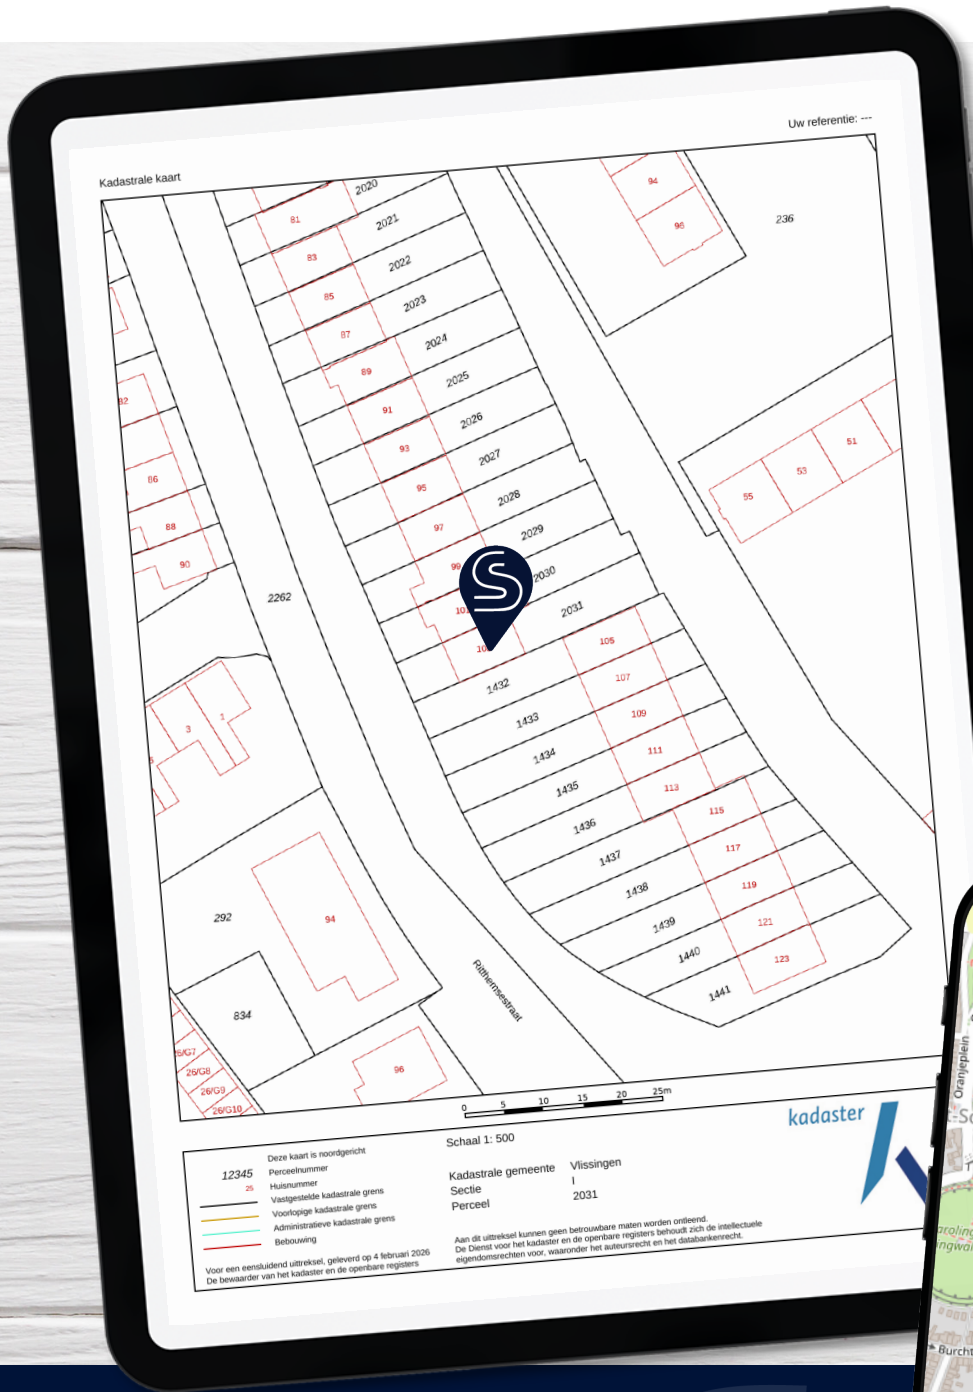 Uw referentie: ---
Kadastrale kaart
2020
81
2021
83
2022
85
2023
87
2024
89
2025
91
2026
93
2027
95
2028
97
2029
99
2030
2031
94
96
236
82
86
88
90
2262
51
53
55
S
1432
105
1433
107
1434
109
1435
111
1436
113
1437
115
1438
117
1439
119
1440
121
1441
123
3
1
292
94
834
96
Ritthemsestraat
26/G8
26/G9
26/G10
0 5 10 15 20 25m
Schaal 1: 500
kadaster
Deze kaart is noordgericht
12345 Perceelnummer
25 Huisnummer
Vastgestelde kadastrale grens
Voorlopige kadastrale grens
Administratieve kadastrale grens
Bebouwing
Kadastrale gemeente Vlissingen
Sectie I
Perceel 2031
Voor een eensluidend uittreksel, geleverd op 4 februari 2026
De bewaarder van het kadaster en de openbare registers
Aan dit uittreksel kunnen geen betrouwbare maten worden ontleend.
De Dienst voor het kadaster en de openbare registers behoudt zich de intellectuele
eigendomsrechten voor, waaronder het auteursrecht en het databankenrecht.
Oranjeplein